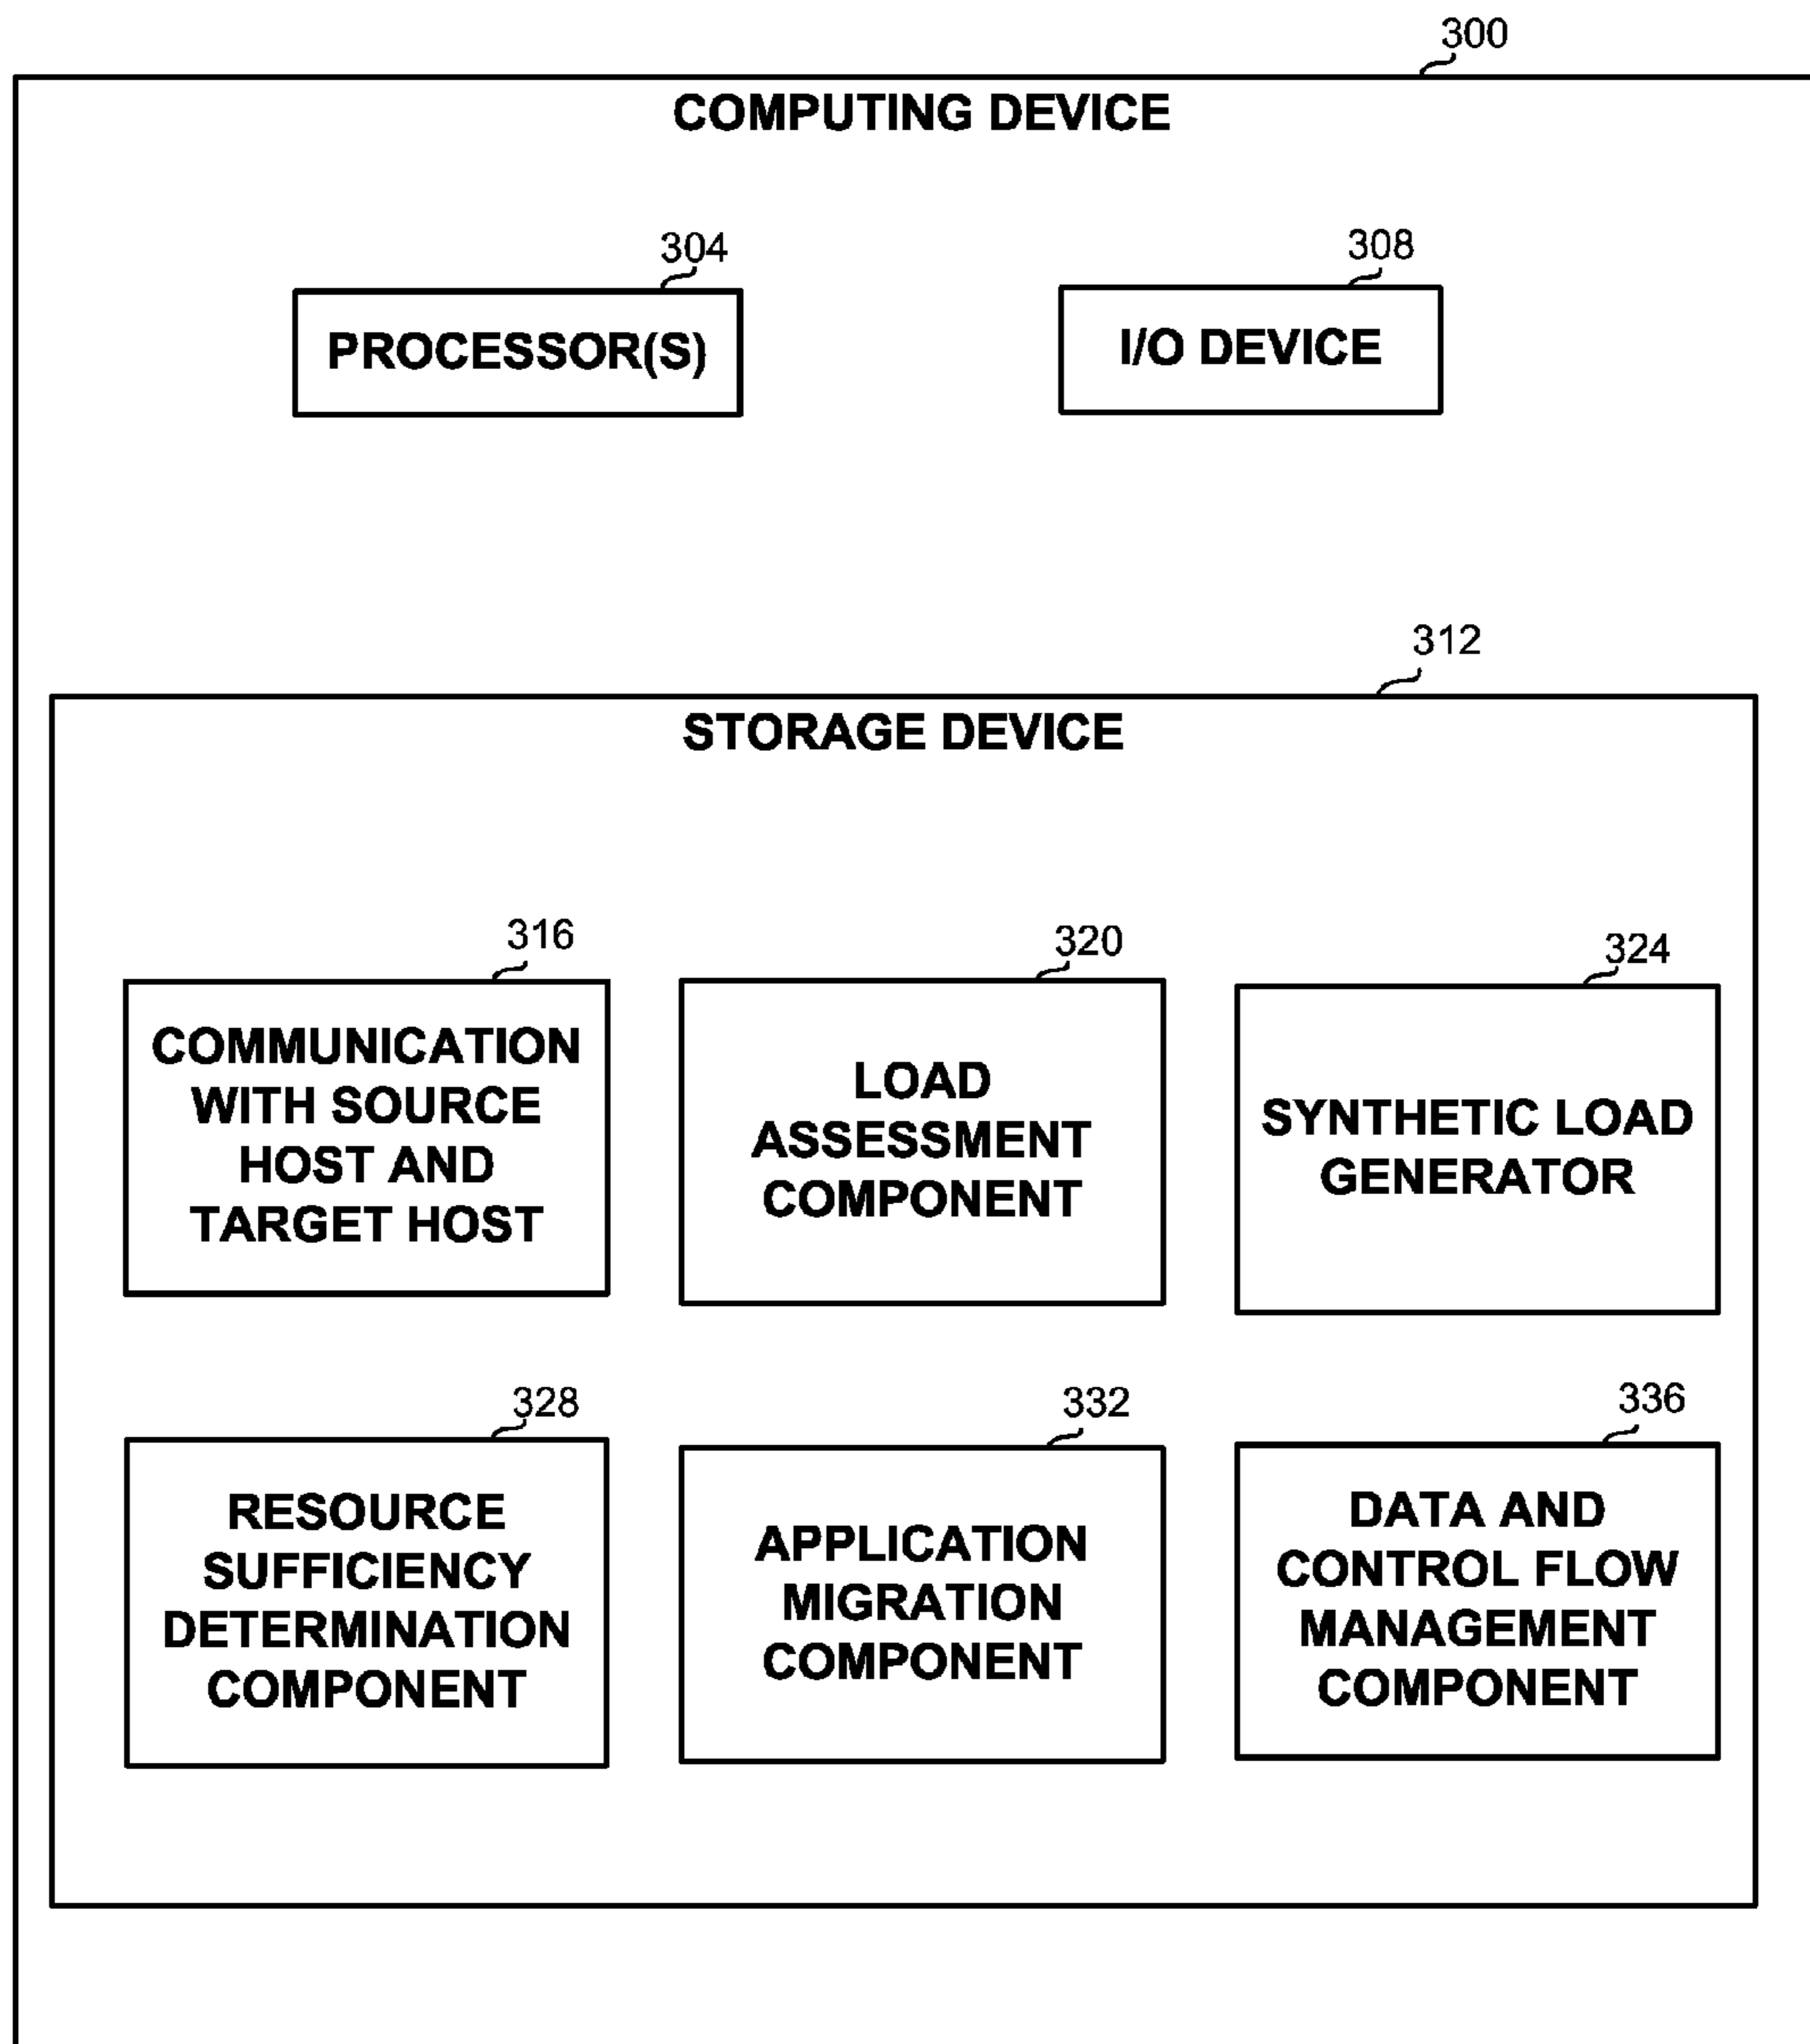 300
COMPUTING DEVICE
304
PROCESSOR(S)
308
I/O DEVICE
312
STORAGE DEVICE
316
COMMUNICATION
WITH SOURCE
HOST AND
TARGET HOST
320
LOAD
ASSESSMENT
COMPONENT
324
SYNTHETIC LOAD
GENERATOR
328
RESOURCE
SUFFICIENCY
DETERMINATION
COMPONENT
332
APPLICATION
MIGRATION
COMPONENT
336
DATA AND
CONTROL FLOW
MANAGEMENT
COMPONENT